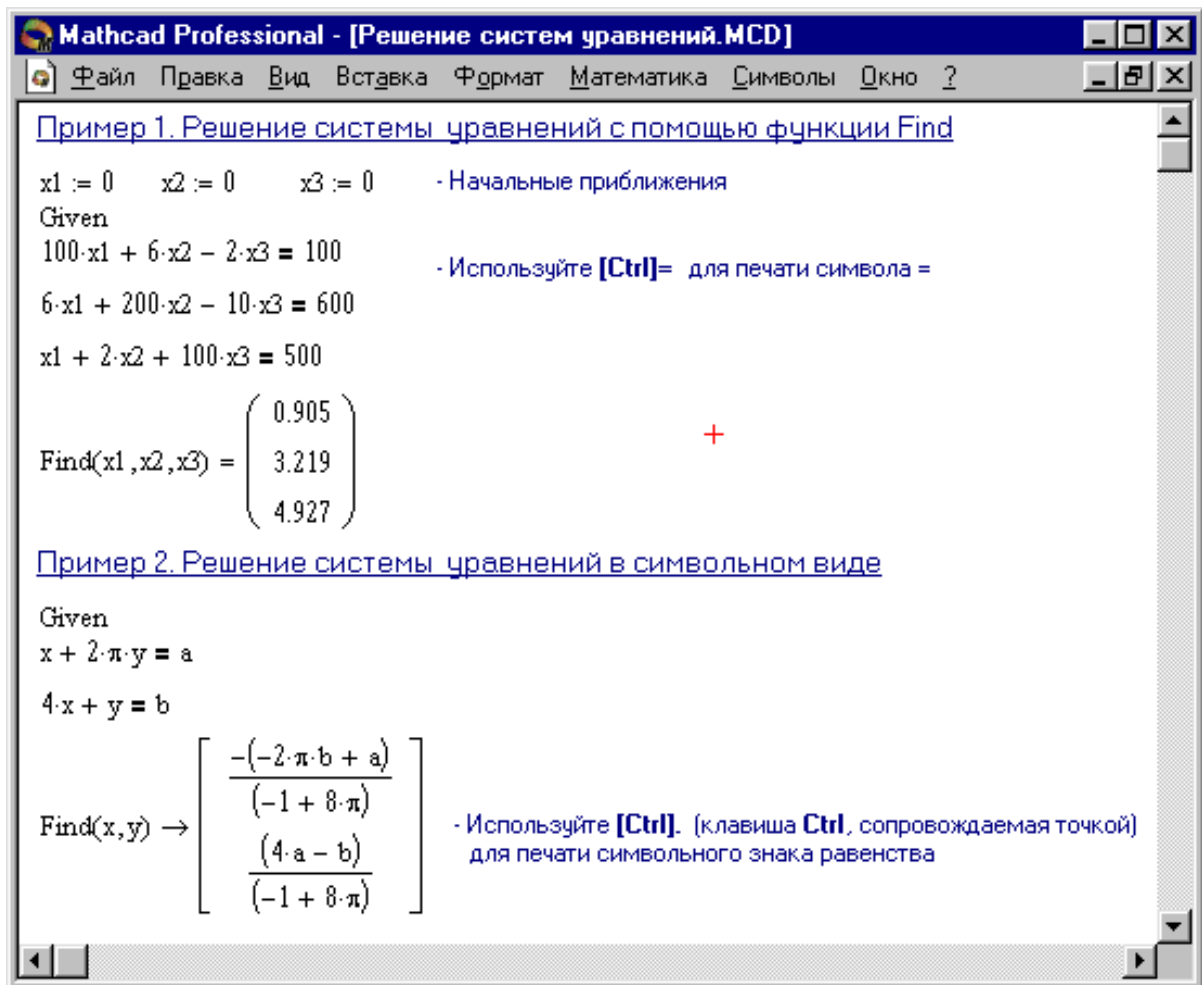 Mathcad Professional - [Решение систем уравнений.MCD]
Файл Правка Вид Вставка Формат Математика Символы Окно ?
Пример 1. Решение системы уравнений с помощью функции Find
x1 := 0 x2 := 0 x3 := 0 - Начальные приближения
Given
100·x1 + 6·x2 − 2·x3 = 100
- Используйте [Ctrl]= для печати символа =
6·x1 + 200·x2 − 10·x3 = 600
x1 + 2·x2 + 100·x3 = 500
0.905
Find(x1,x2,x3) = 3.219
4.927
Пример 2. Решение системы уравнений в символьном виде
Given
x + 2·π·y = a
4·x + y = b
−(−2·π·b + a)
(−1 + 8·π)
Find(x,y) → - Используйте [Ctrl]. (клавиша Ctrl, сопровождаемая точкой)
(4·a − b) для печати символьного знака равенства
(−1 + 8·π)